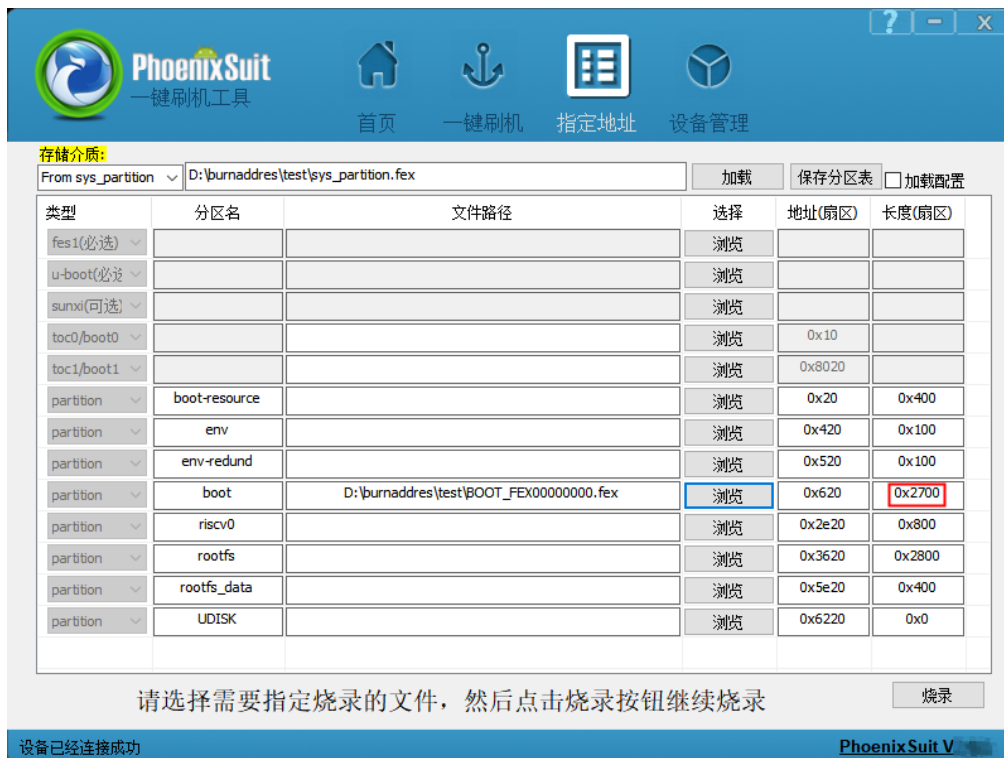 ? - X
PhoenixSuit
一键刷机工具
首页 一键刷机 指定地址 设备管理
存储介质:
From sys_partition D:\burnaddres\test\sys_partition.fex 加载 保存分区表 加载配置
类型 分区名 文件路径 选择 地址(扇区) 长度(扇区)
fes1(必选) 浏览
u-boot(必选 浏览
sunxi(可选) 浏览
toc0/boot0 浏览 0x10
toc1/boot1 浏览 0x8020
partition boot-resource 浏览 0x20 0x400
partition env 浏览 0x420 0x100
partition env-redund 浏览 0x520 0x100
partition boot D:\burnaddres\test\BOOT_FEX00000000.fex 浏览 0x620 0x2700
partition riscv0 浏览 0x2e20 0x800
partition rootfs 浏览 0x3620 0x2800
partition rootfs_data 浏览 0x5e20 0x400
partition UDISK 浏览 0x6220 0x0
请选择需要指定烧录的文件，然后点击烧录按钮继续烧录 烧录
设备已经连接成功 PhoenixSuit V